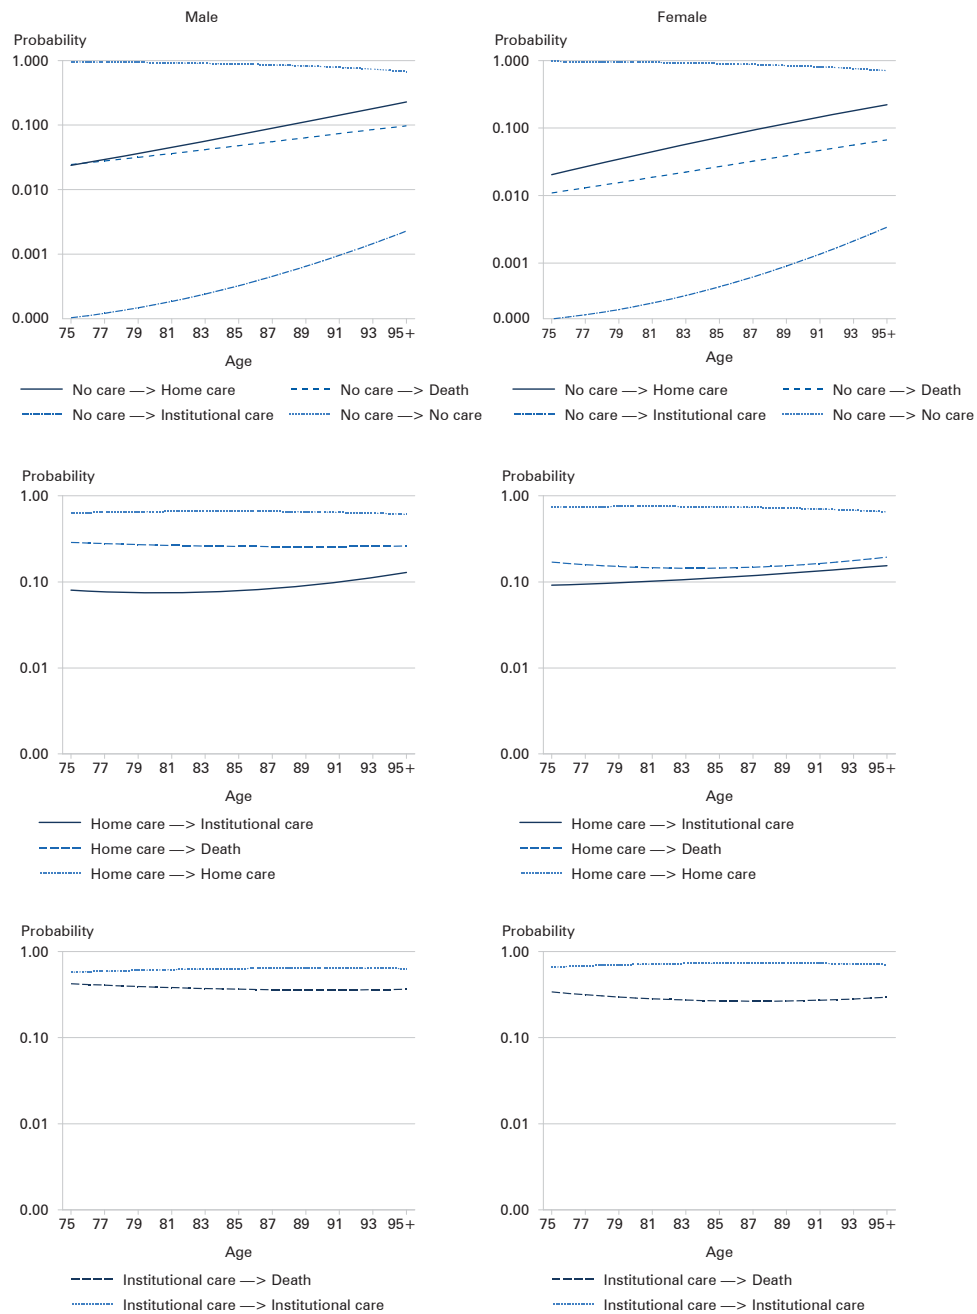 Male
Female
Probability
Probability
1.000
0.100
0.010
0.001
0.000
75 77 79 81 83 85 87 89 91 93 95+
Age
1.000
0.100
0.010
0.001
0.000
75 77 79 81 83 85 87 89 91 93 95+
Age
No care —> Home care
No care —> Death
No care —> Institutional care
No care —> No care
No care —> Home care
No care —> Death
No care —> Institutional care
No care —> No care
Probability
1.00
0.10
0.01
0.00
75 77 79 81 83 85 87 89 91 93 95+
Age
Home care —> Institutional care
Home care —> Death
Home care —> Home care
Probability
1.00
0.10
0.01
0.00
75 77 79 81 83 85 87 89 91 93 95+
Age
Home care —> Institutional care
Home care —> Death
Home care —> Home care
Probability
1.00
0.10
0.01
0.00
75 77 79 81 83 85 87 89 91 93 95+
Age
Institutional care —> Death
Institutional care —> Institutional care
Probability
1.00
0.10
0.01
0.00
75 77 79 81 83 85 87 89 91 93 95+
Age
Institutional care —> Death
Institutional care —> Institutional care